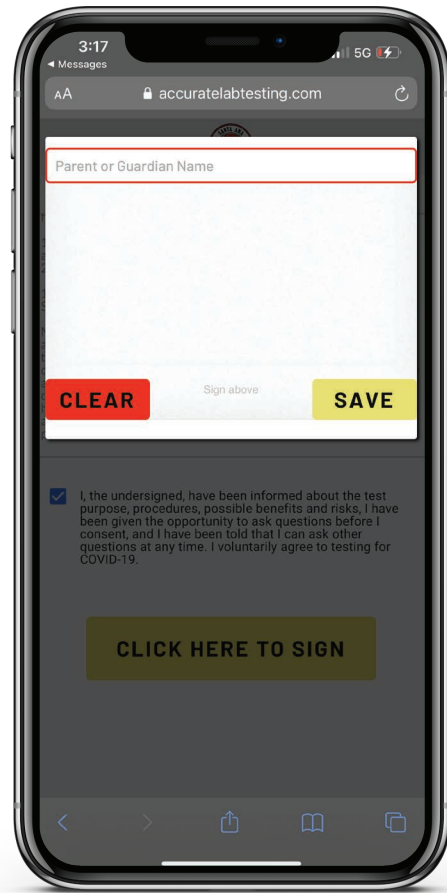 3:17
5G
◄ Messages
AA
accuratelabtesting.com
Parent or Guardian Name
Sign above
CLEAR
SAVE
I, the undersigned, have been informed about the test
purpose, procedures, possible benefits and risks, I have
been given the opportunity to ask questions before I
consent, and I have been told that I can ask other
questions at any time. I voluntarily agree to testing for
COVID-19.
CLICK HERE TO SIGN